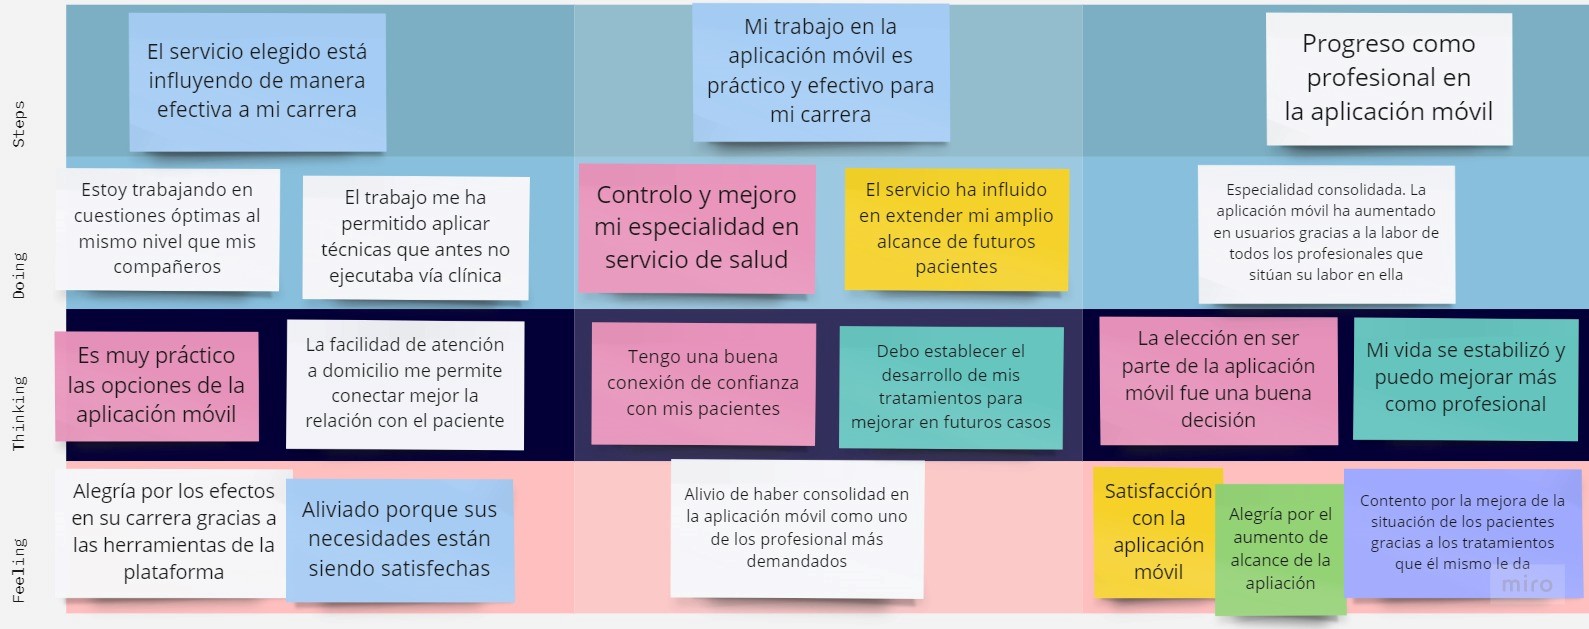 Steps
El servicio elegido está
influyendo de manera
efectiva a mi carrera
Mi trabajo en la
aplicación móvil es
práctico y efectivo para
mi carrera
Progreso como
profesional en
la aplicación móvil
Doing
Estoy trabajando en
cuestiones óptimas al
mismo nivel que mis
compañeros
El trabajo me ha
permitido aplicar
técnicas que antes no
ejecutaba vía clínica
Controlo y mejoro
mi especialidad en
servicio de salud
El servicio ha influido
en extender mi amplio
alcance de futuros
pacientes
Especialidad consolidada. La
aplicación móvil ha aumentado
en usuarios gracias a la labor de
todos los profesionales que
sitúan su labor en ella
Thinking
Es muy práctico
las opciones de la
aplicación móvil
La facilidad de atención
a domicilio me permite
conectar mejor la
relación con el paciente
Tengo una buena
conexión de confianza
con mis pacientes
Debo establecer el
desarrollo de mis
tratamientos para
mejorar en futuros casos
La elección en ser
parte de la aplicación
móvil fue una buena
decisión
Mi vida se estabilizó y
puedo mejorar más
como profesional
Feeling
Alegría por los efectos
en su carrera gracias a
las herramientas de la
plataforma
Aliviado porque sus
necesidades están
siendo satisfechas
Alivio de haber consolidad en
la aplicación móvil como uno
de los profesional más
demandados
Satisfacción
con la
aplicación
móvil
Alegría por el
aumento de
alcance de la
apliación
Contento por la mejora de la
situación de los pacientes
gracias a los tratamientos
que él mismo le da
miro